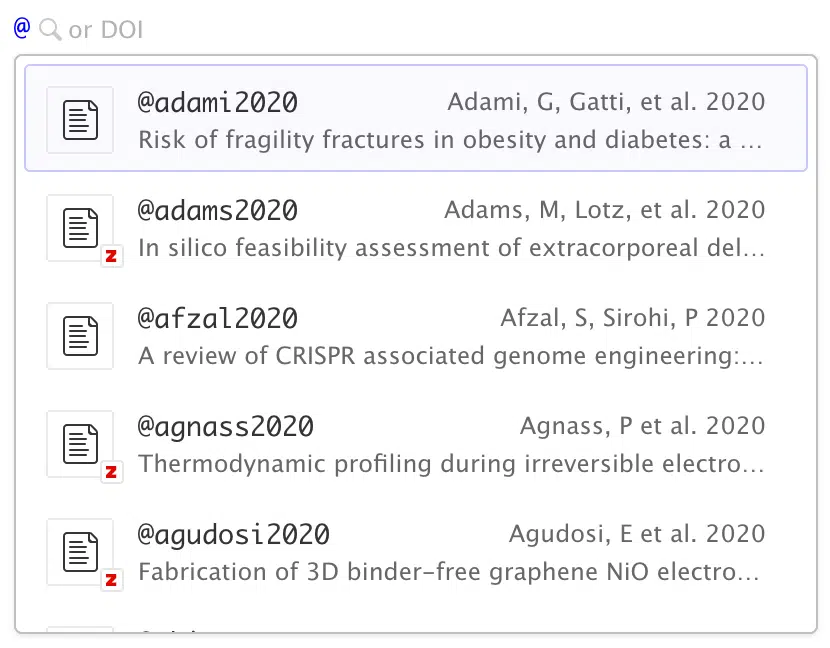 @ or DOI
@adami2020 Adami, G, Gatti, et al. 2020
Risk of fragility fractures in obesity and diabetes: a ...
@adams2020 Adams, M, Lotz, et al. 2020
Z
In silico feasibility assessment of extracorporeal del...
@afzal2020 Afzal, S, Sirohi, P 2020
A review of CRISPR associated genome engineering:...
@agnass2020 Agnass, P et al. 2020
Z
Thermodynamic profiling during irreversible electro...
@agudosi2020 Agudosi, E et al. 2020
Z
Fabrication of 3D binder-free graphene NiO electro...